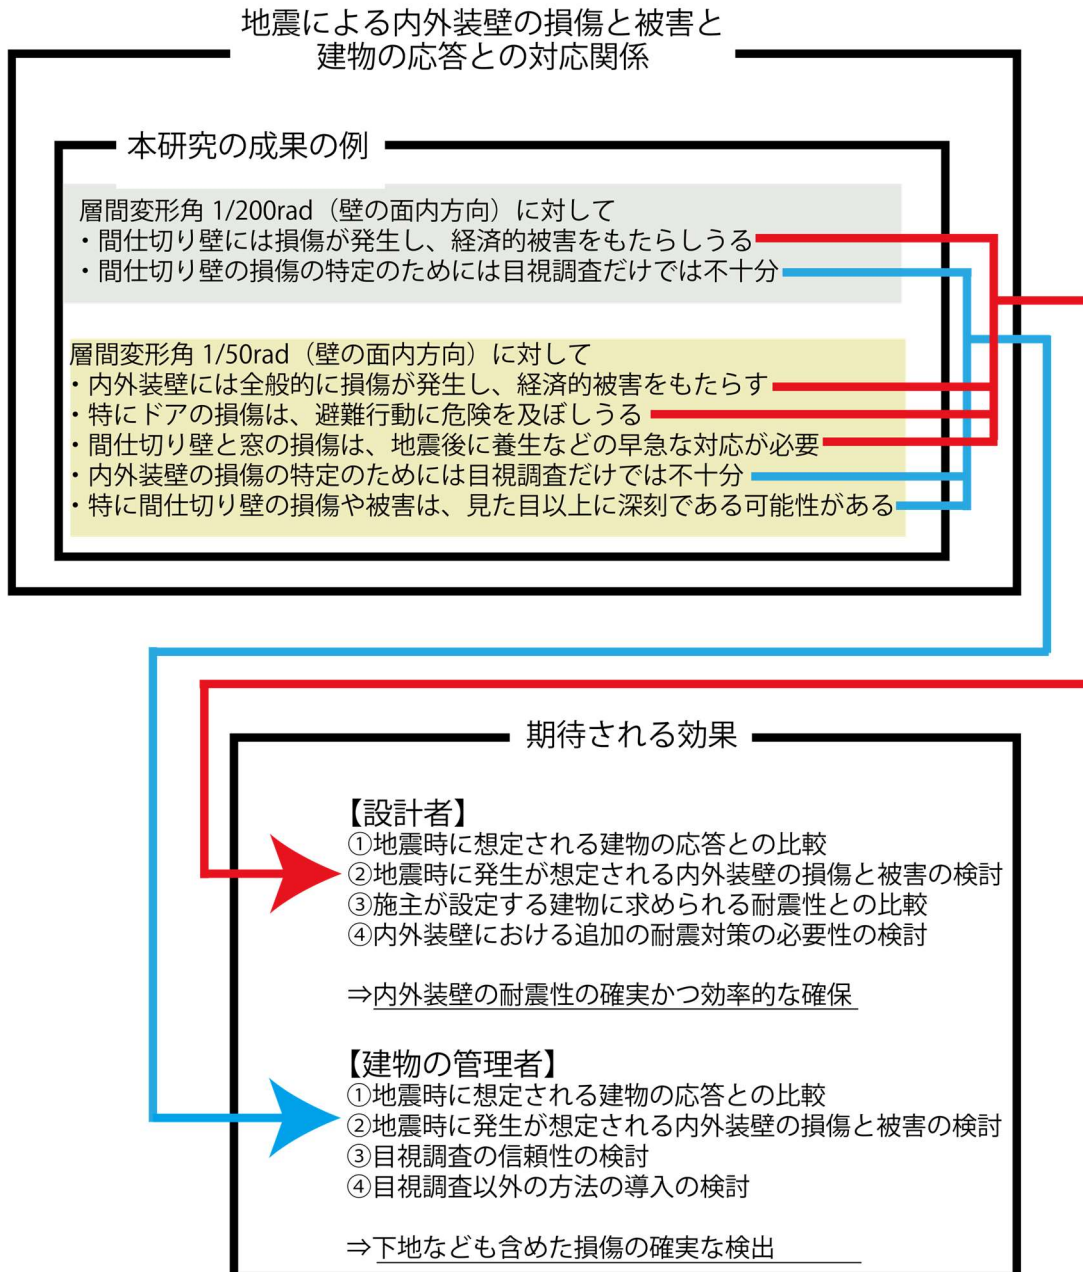 地震による内外装壁の損傷と被害と
建物の応答との対応関係
本研究の成果の例
層間変形角 1/200rad（壁の面内方向）に対して
・間仕切り壁には損傷が発生し、経済的被害をもたらしうる
・間仕切り壁の損傷の特定のためには目視調査だけでは不十分
層間変形角 1/50rad（壁の面内方向）に対して
・内外装壁には全般的に損傷が発生し、経済的被害をもたらす
・特にドアの損傷は、避難行動に危険を及ぼしうる
・間仕切り壁と窓の損傷は、地震後に養生などの早急な対応が必要
・内外装壁の損傷の特定のためには目視調査だけでは不十分
・特に間仕切り壁の損傷や被害は、見た目以上に深刻である可能性がある
期待される効果
【設計者】
①地震時に想定される建物の応答との比較
②地震時に発生が想定される内外装壁の損傷と被害の検討
③施主が設定する建物に求められる耐震性との比較
④内外装壁における追加の耐震対策の必要性の検討
⇒内外装壁の耐震性の確実かつ効率的な確保
【建物の管理者】
①地震時に想定される建物の応答との比較
②地震時に発生が想定される内外装壁の損傷と被害の検討
③目視調査の信頼性の検討
④目視調査以外の方法の導入の検討
⇒下地なども含めた損傷の確実な検出